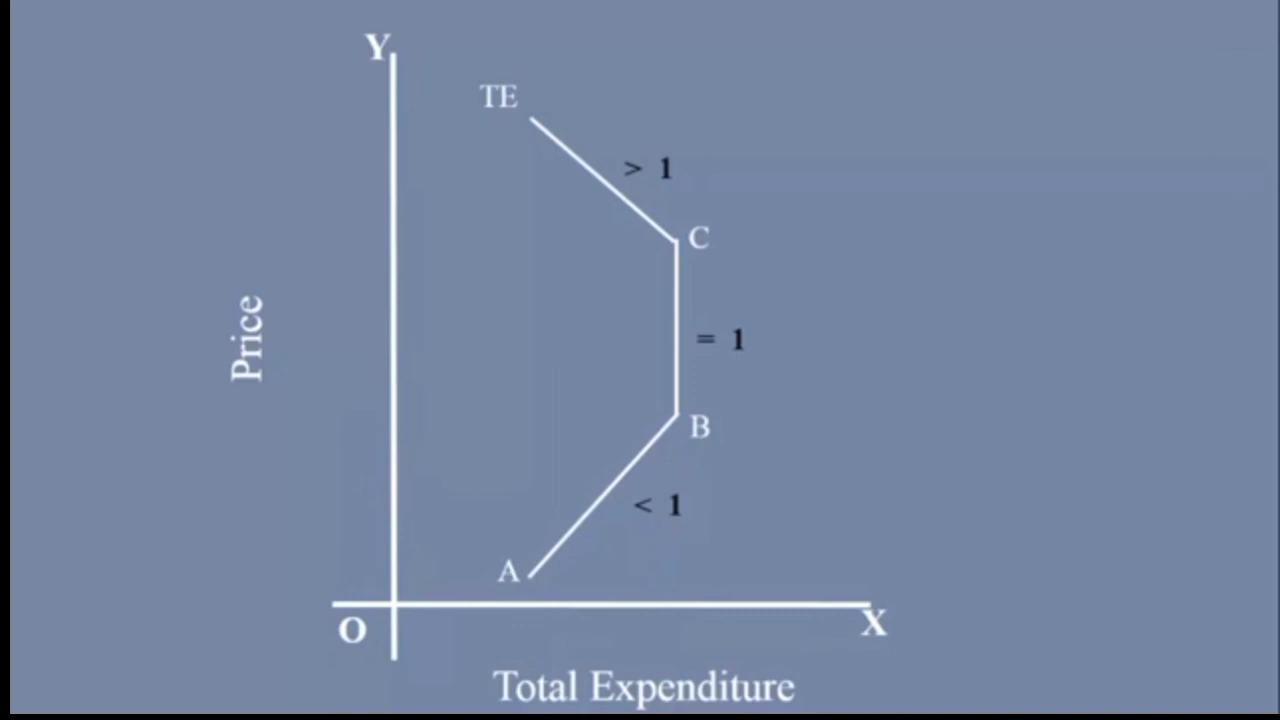 Y
TE
> 1
C
= 1
Price
B
< 1
A
O
X
Total Expenditure